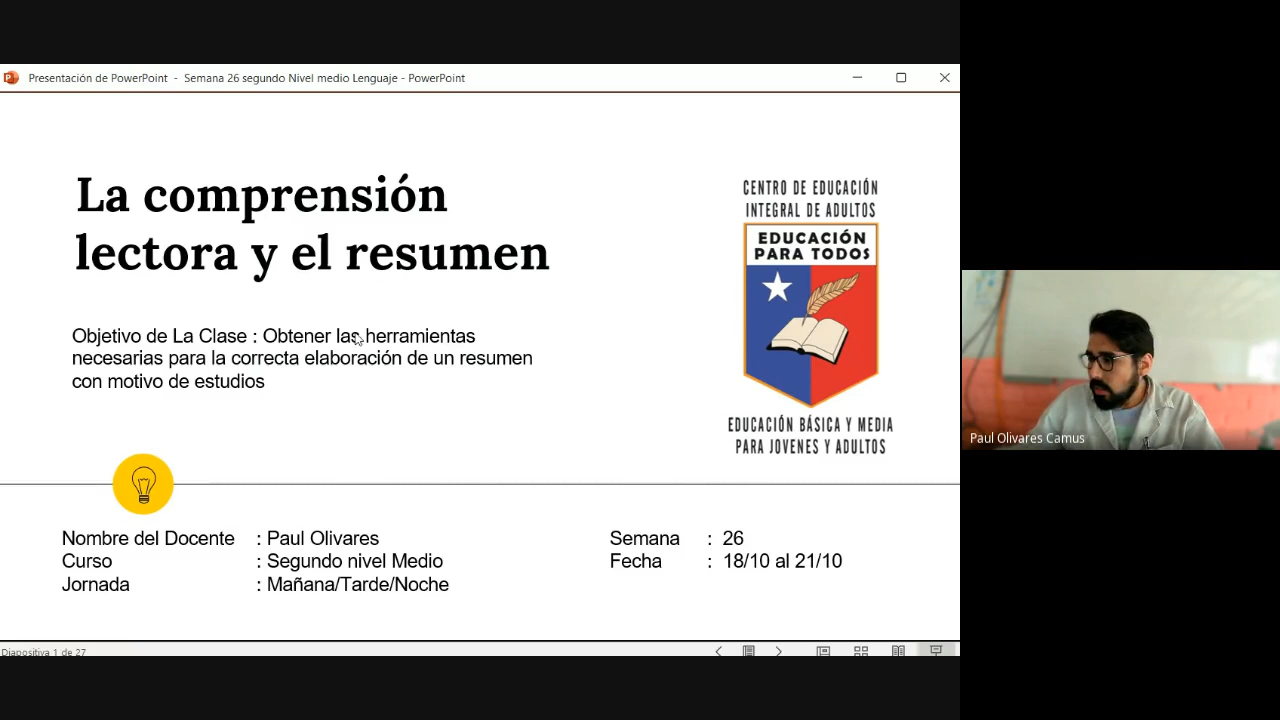 Presentación de PowerPoint - Semana 26 segundo Nivel medio Lenguaje - PowerPoint
La comprensión
lectora y el resumen
Objetivo de La Clase : Obtener las herramientas
necesarias para la correcta elaboración de un resumen
con motivo de estudios
CENTRO DE EDUCACIÓN
INTEGRAL DE ADULTOS
EDUCACIÓN
PARA TODOS
EDUCACIÓN BÁSICA Y MEDIA
PARA JOVENES Y ADULTOS
Nombre del Docente : Paul Olivares
Curso : Segundo nivel Medio
Jornada : Mañana/Tarde/Noche
Semana : 26
Fecha : 18/10 al 21/10
Diapositiva 1 de 27
Paul Olivares Camus